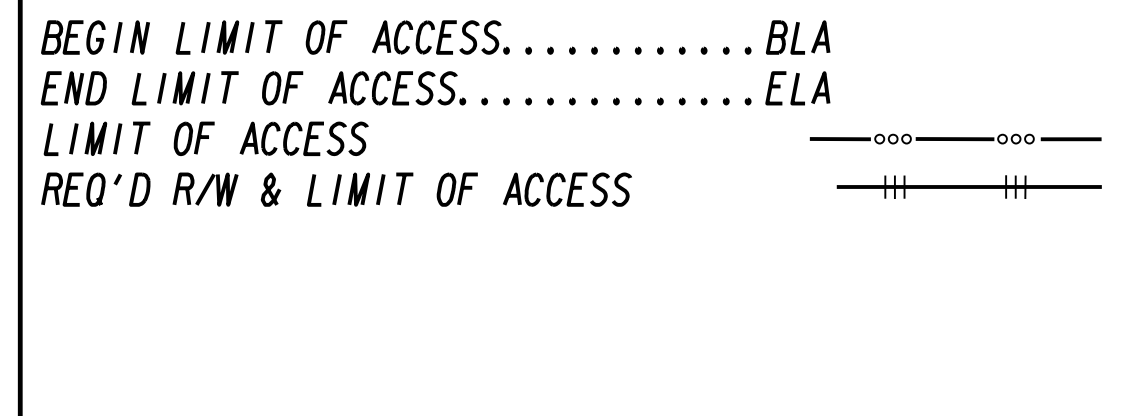 BEGIN LIMIT OF ACCESS............BLA
END LIMIT OF ACCESS..............ELA
LIMIT OF ACCESS
REQ'D R/W & LIMIT OF ACCESS